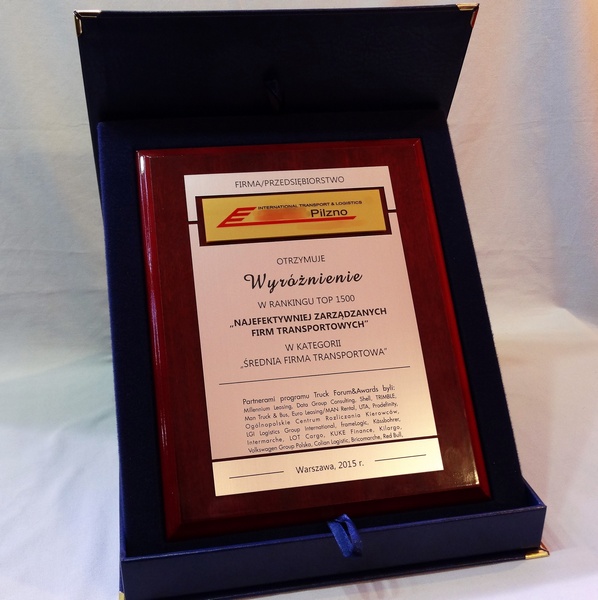 FIRMA/PRZEDSIĘBIORSTWO
INTERNATIONAL TRANSPORT & LOGISTICS
Pilzno
OTRZYMUJE
Wyróżnienie
W RANKINGU TOP 1500
„NAJEFEKTYWNIEJ ZARZĄDZANYCH
FIRM TRANSPORTOWYCH"
W KATEGORII
„ŚREDNIA FIRMA TRANSPORTOWA"
Partnerami programu Truck Forum&Awards byli:
Millennium Leasing, Data Group Consulting, Shell, TRIMBLE,
Man Truck & Bus, Euro Leasing/MAN Rental, UTA, Prodefinity,
Ogólnopolskie Centrum Rozliczania Kierowców,
LGI Logistics Group International, frameLogic, Kässbohrer,
Intermarche, LOT Cargo, KUKE Finance, Kilargo,
Volkswagen Group Polska, Colian Logistic, Bricomarche, Red Bull,
Warszawa, 2015 r.